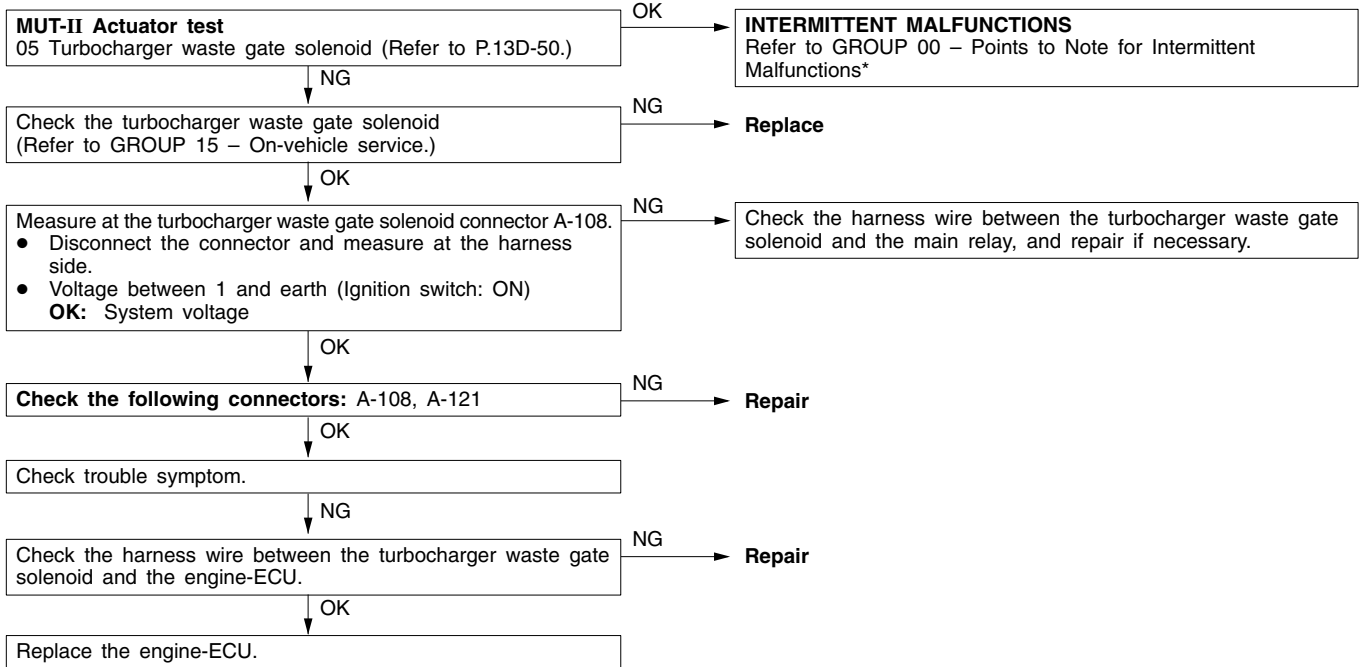 MUT-II Actuator test
05 Turbocharger waste gate solenoid (Refer to P.13D-50.)
OK
INTERMITTENT MALFUNCTIONS
Refer to GROUP 00 – Points to Note for Intermittent
Malfunctions*
NG
Check the turbocharger waste gate solenoid
(Refer to GROUP 15 – On-vehicle service.)
NG
Replace
OK
Measure at the turbocharger waste gate solenoid connector A-108.
● Disconnect the connector and measure at the harness
side.
● Voltage between 1 and earth (Ignition switch: ON)
OK: System voltage
NG
Check the harness wire between the turbocharger waste gate
solenoid and the main relay, and repair if necessary.
OK
Check the following connectors: A-108, A-121
NG
Repair
OK
Check trouble symptom.
NG
Check the harness wire between the turbocharger waste gate
solenoid and the engine-ECU.
NG
Repair
OK
Replace the engine-ECU.